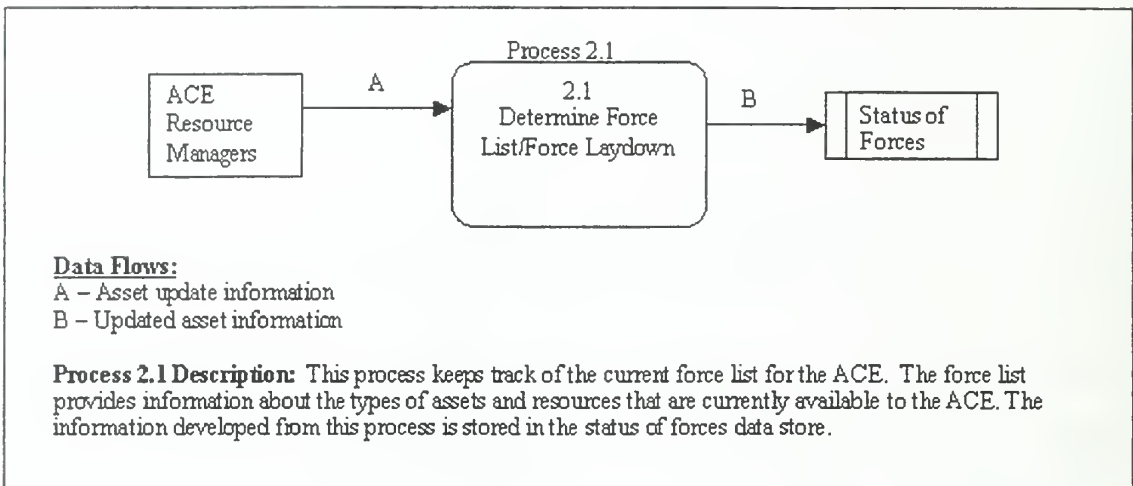 Process 2.1
ACE
Resource
Managers
A
2.1
Determine Force
List/Force Laydown
B
Status of
Forces
Data Flows:
A – Asset update information
B – Updated asset information
Process 2.1 Description: This process keeps track of the current force list for the ACE. The force list
provides information about the types of assets and resources that are currently available to the ACE. The
information developed from this process is stored in the status of forces data store.